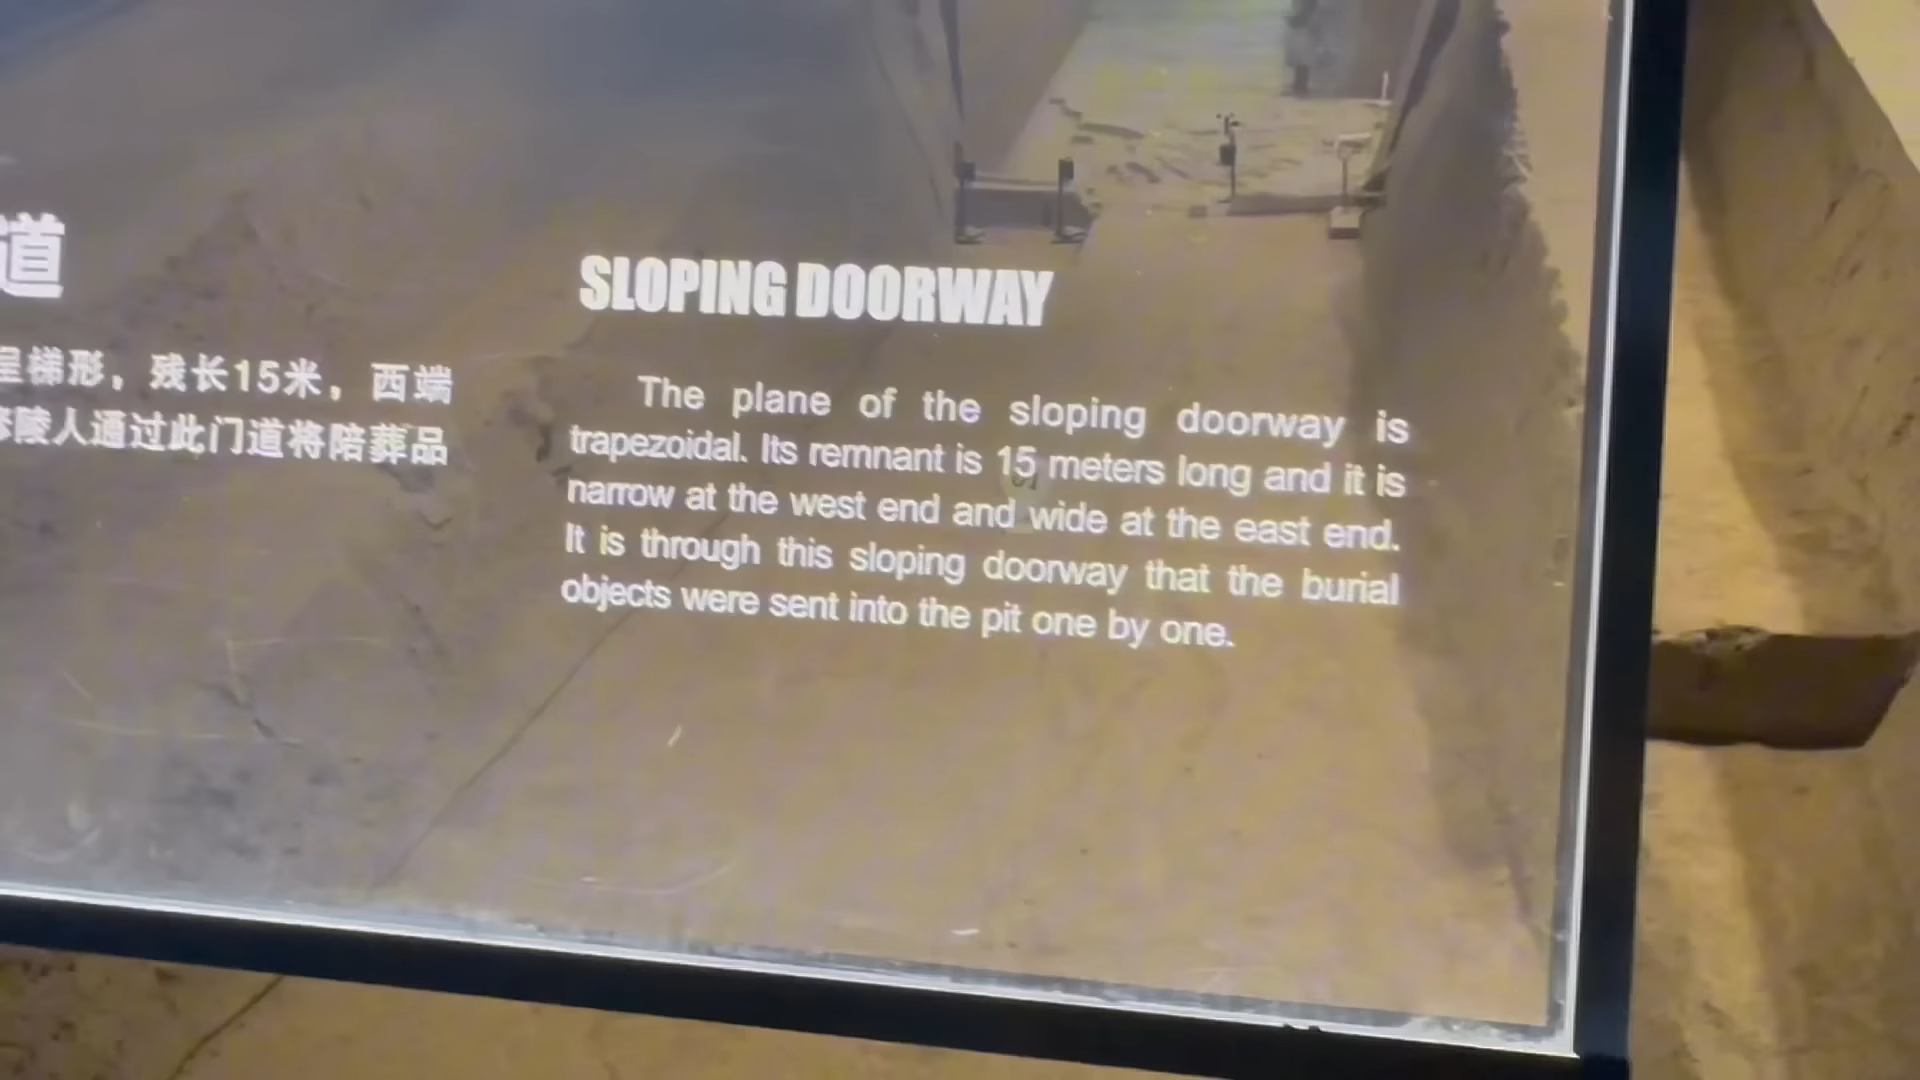 道
呈梯形，残长15米，西端
修陵人通过此门道将陪葬品
SLOPING DOORWAY
The plane of the sloping doorway is
trapezoidal. Its remnant is 15 meters long and it is
narrow at the west end and wide at the east end.
It is through this sloping doorway that the burial
objects were sent into the pit one by one.